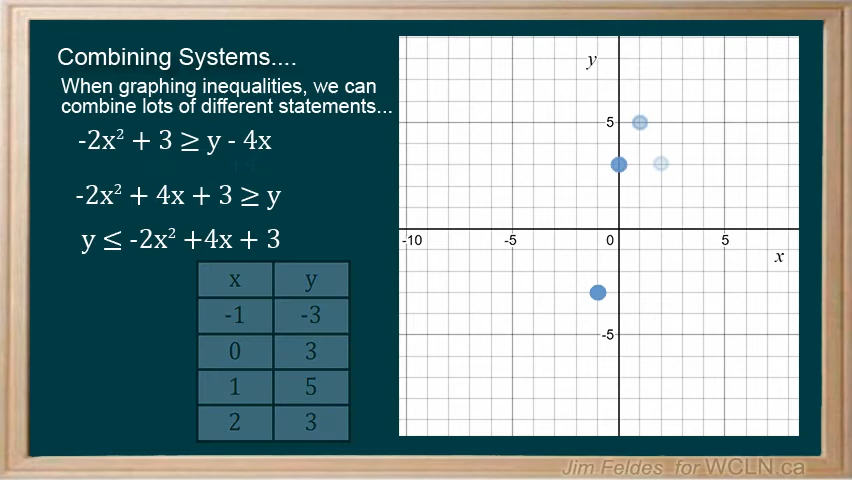 Combining Systems....
When graphing inequalities, we can
combine lots of different statements...
-2x² + 3 ≥ y - 4x
-2x² + 4x + 3 ≥ y
y ≤ -2x² +4x + 3
x y
-1 -3
0 3
1 5
2 3
y
5
-10 -5 0 5
x
-5
Jim Feldes for WCLN.ca